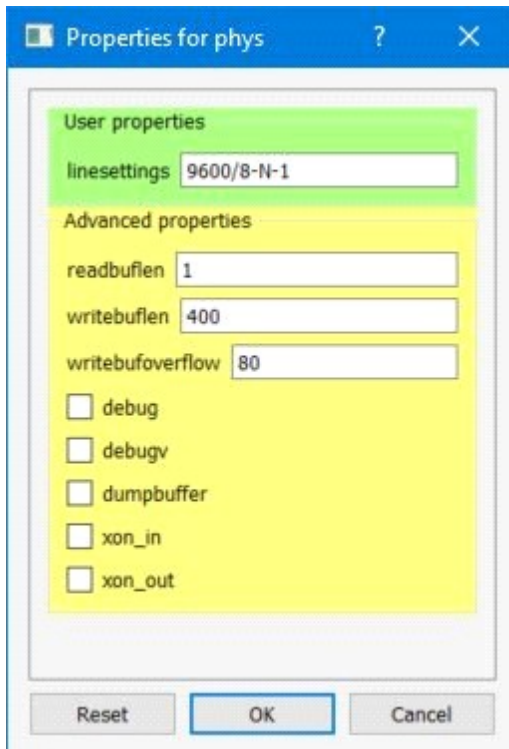 Properties for phys ? ×
User properties
linesettings 9600/8-N-1
Advanced properties
readbuflen 1
writebuflen 400
writebufoverflow 80
debug
debugv
dumpbuffer
xon_in
xon_out
Reset OK Cancel